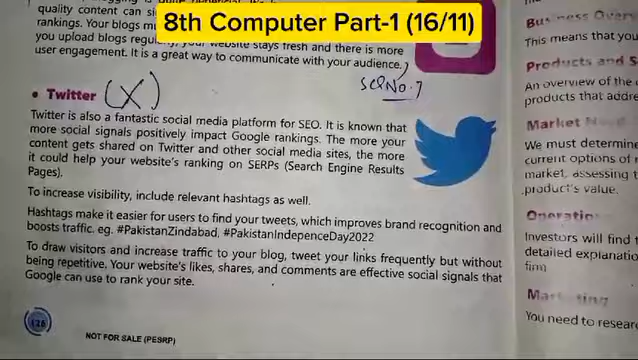 8th Computer Part-1 (16/11)
quality content can
rankings. Your blogs
you upload blogs your website stays fresh and there is more
user engagement. It is a great way to communicate with your audience.
• Twitter (X)
Twitter is also a fantastic social media platform for SEO. It is known that
more social signals positively impact Google rankings. The more your
content gets shared on Twitter and other social media sites, the more
it could help your website's ranking on SERPs (Search Engine Results
Pages).
To increase visibility, include relevant hashtags as well.
Hashtags make it easier for users to find your tweets, which improves brand recognition and
boosts traffic. eg. #PakistanZindabad, #PakistanIndepenceDay2022
To draw visitors and increase traffic to your blog, tweet your links frequently but without
being repetitive. Your website's likes, shares, and comments are effective social signals that
Google can use to rank your site.
126
NOT FOR SALE (PESRP)
This means that you
Products and S
An overview of the
products that addre
Market
We must determine
current options of
market, assessing t
product's value.
Operatio
Investors will find
detailed explanatio
firm
You need to resear